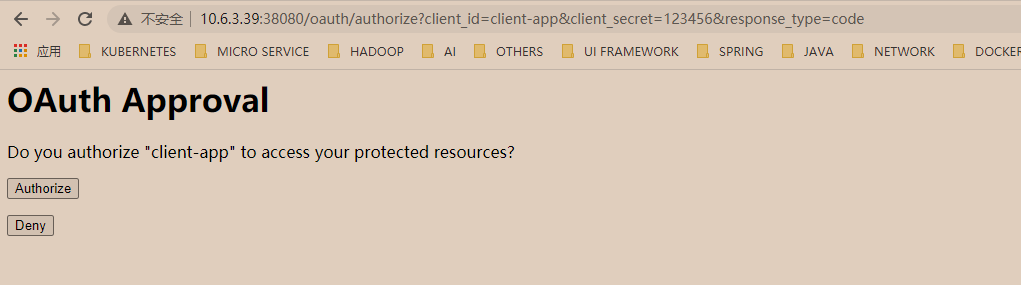 不安全 10.6.3.39:38080/oauth/authorize?client_id=client-app&client_secret=123456&response_type=code
应用 KUBERNETES MICRO SERVICE HADOOP AI OTHERS UI FRAMEWORK SPRING JAVA NETWORK DOCKER
OAuth Approval
Do you authorize "client-app" to access your protected resources?
Authorize
Deny